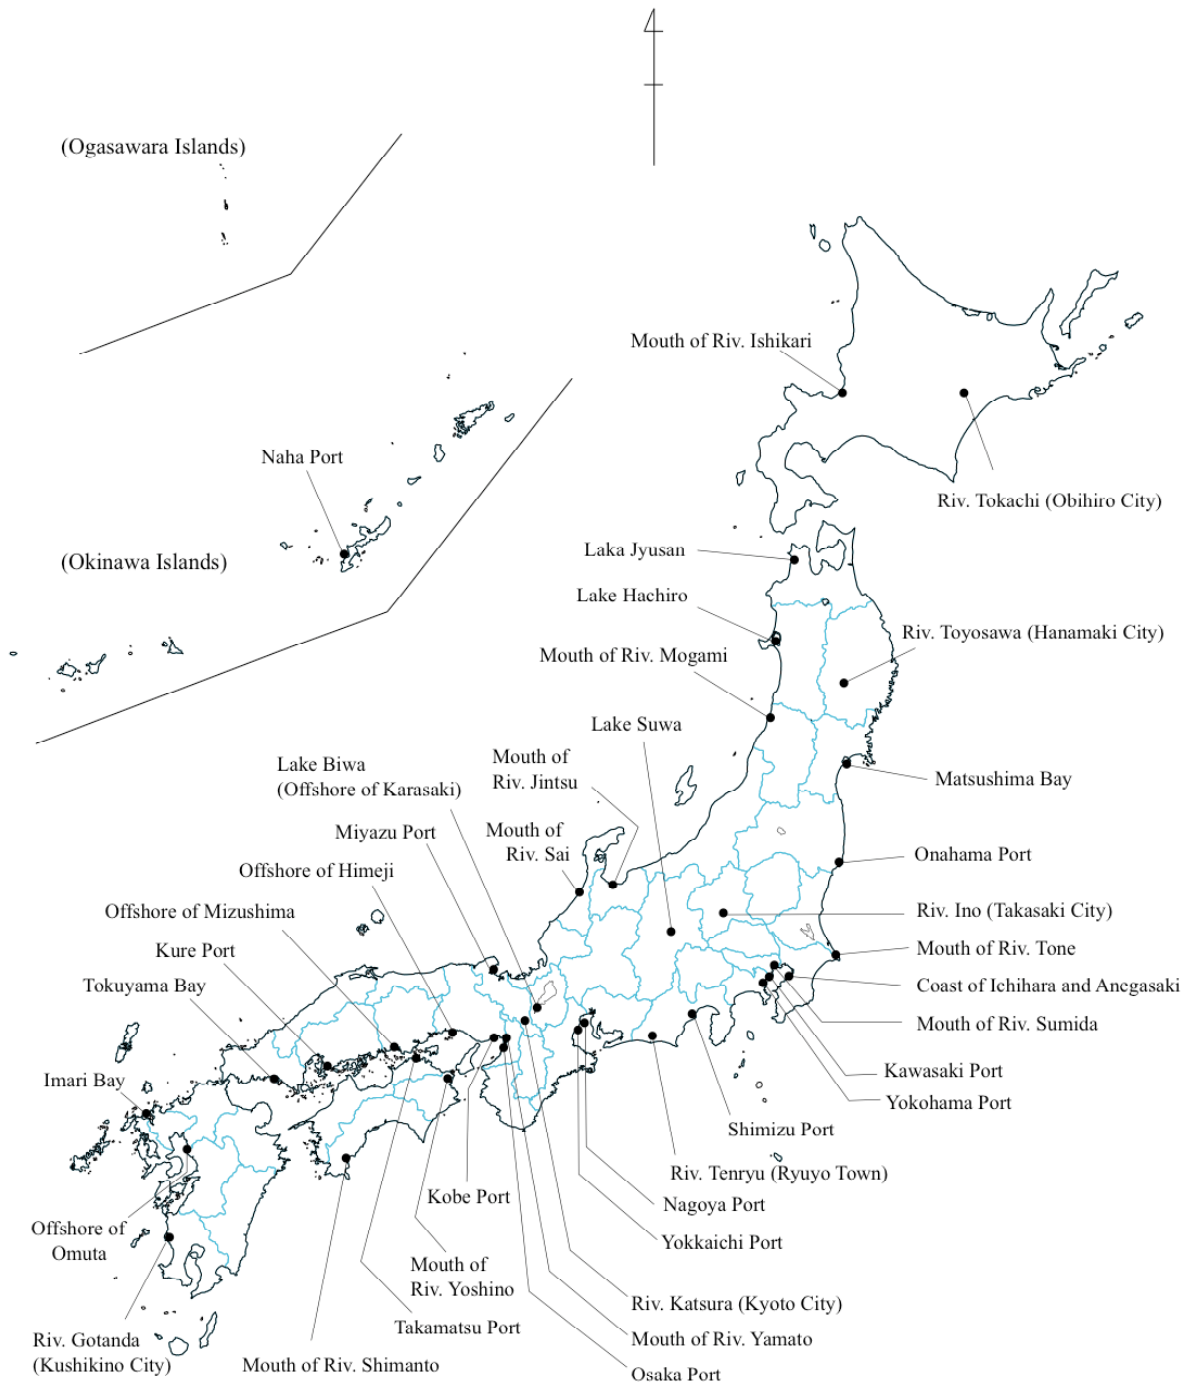 (Ogasawara Islands)
Mouth of Riv. Ishikari
Naha Port
Riv. Tokachi (Obihiro City)
Laka Jyusan
(Okinawa Islands)
Lake Hachiro
Riv. Toyosawa (Hanamaki City)
Mouth of Riv. Mogami
Lake Suwa
Mouth of
Riv. Jintsu
Lake Biwa
(Offshore of Karasaki)
Matsushima Bay
Miyazu Port
Mouth of
Riv. Sai
Onahama Port
Offshore of Himeji
Offshore of Mizushima
Riv. Ino (Takasaki City)
Kure Port
Mouth of Riv. Tone
Tokuyama Bay
Coast of Ichihara and Anegasaki
Mouth of Riv. Sumida
Imari Bay
Kawasaki Port
Yokohama Port
Shimizu Port
Riv. Tenryu (Ryuyo Town)
Kobe Port
Nagoya Port
Offshore of
Omuta
Yokkaichi Port
Mouth of
Riv. Yoshino
Riv. Katsura (Kyoto City)
Takamatsu Port
Mouth of Riv. Yamato
Riv. Gotanda
(Kushikino City)
Mouth of Riv. Shimanto
Osaka Port